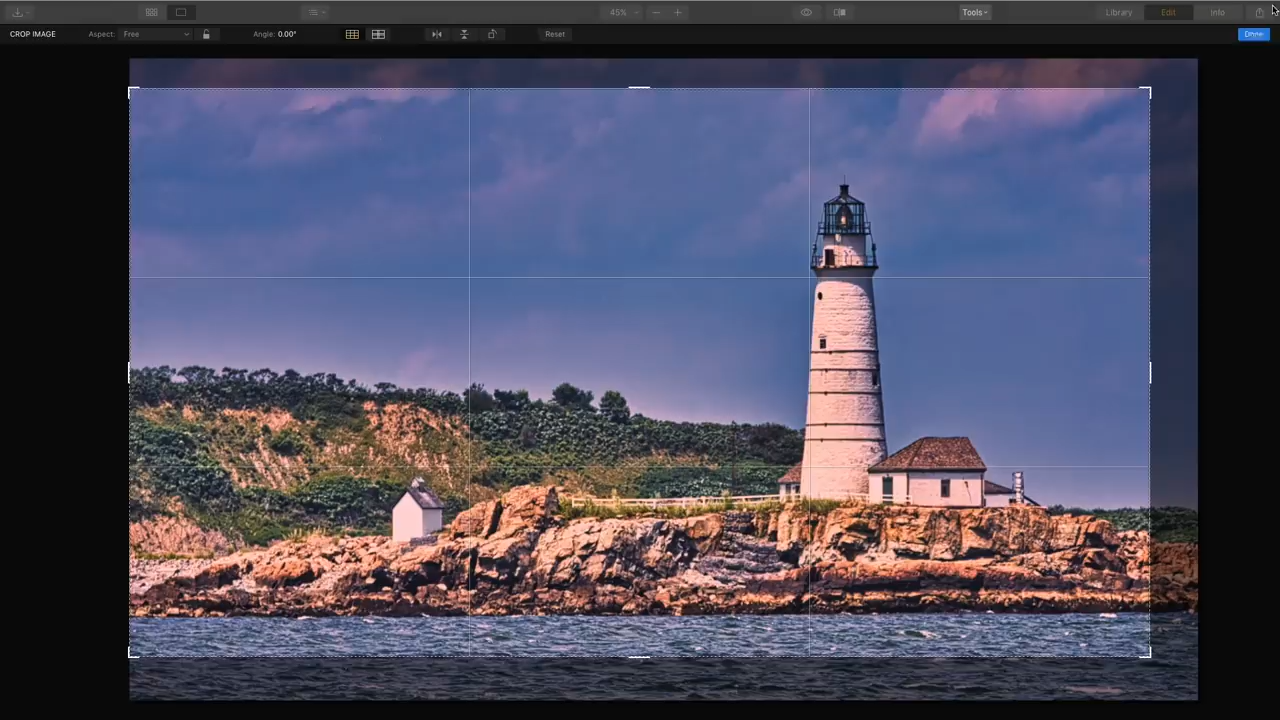 45% Tools Library Edit Info
CROP IMAGE Aspect: Free Angle: 0.00° Reset Done